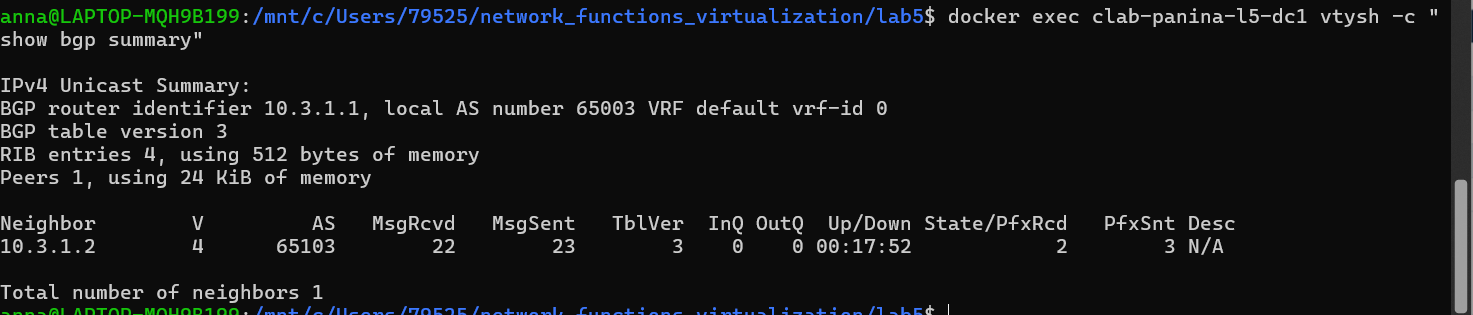 anna@LAPTOP-MQH9B199:/mnt/c/Users/79525/network_functions_virtualization/lab5$ docker exec clab-panina-l5-dc1 vtysh -c "
show bgp summary"
IPv4 Unicast Summary:
BGP router identifier 10.3.1.1, local AS number 65003 VRF default vrf-id 0
BGP table version 3
RIB entries 4, using 512 bytes of memory
Peers 1, using 24 KiB of memory
Neighbor V AS MsgRcvd MsgSent TblVer InQ OutQ Up/Down State/PfxRcd PfxSnt Desc
10.3.1.2 4 65103 22 23 3 0 0 00:17:52 2 3 N/A
Total number of neighbors 1
anna@LAPTOP-MQH9B199:/mnt/c/Users/79525/network_functions_virtualization/lab5$